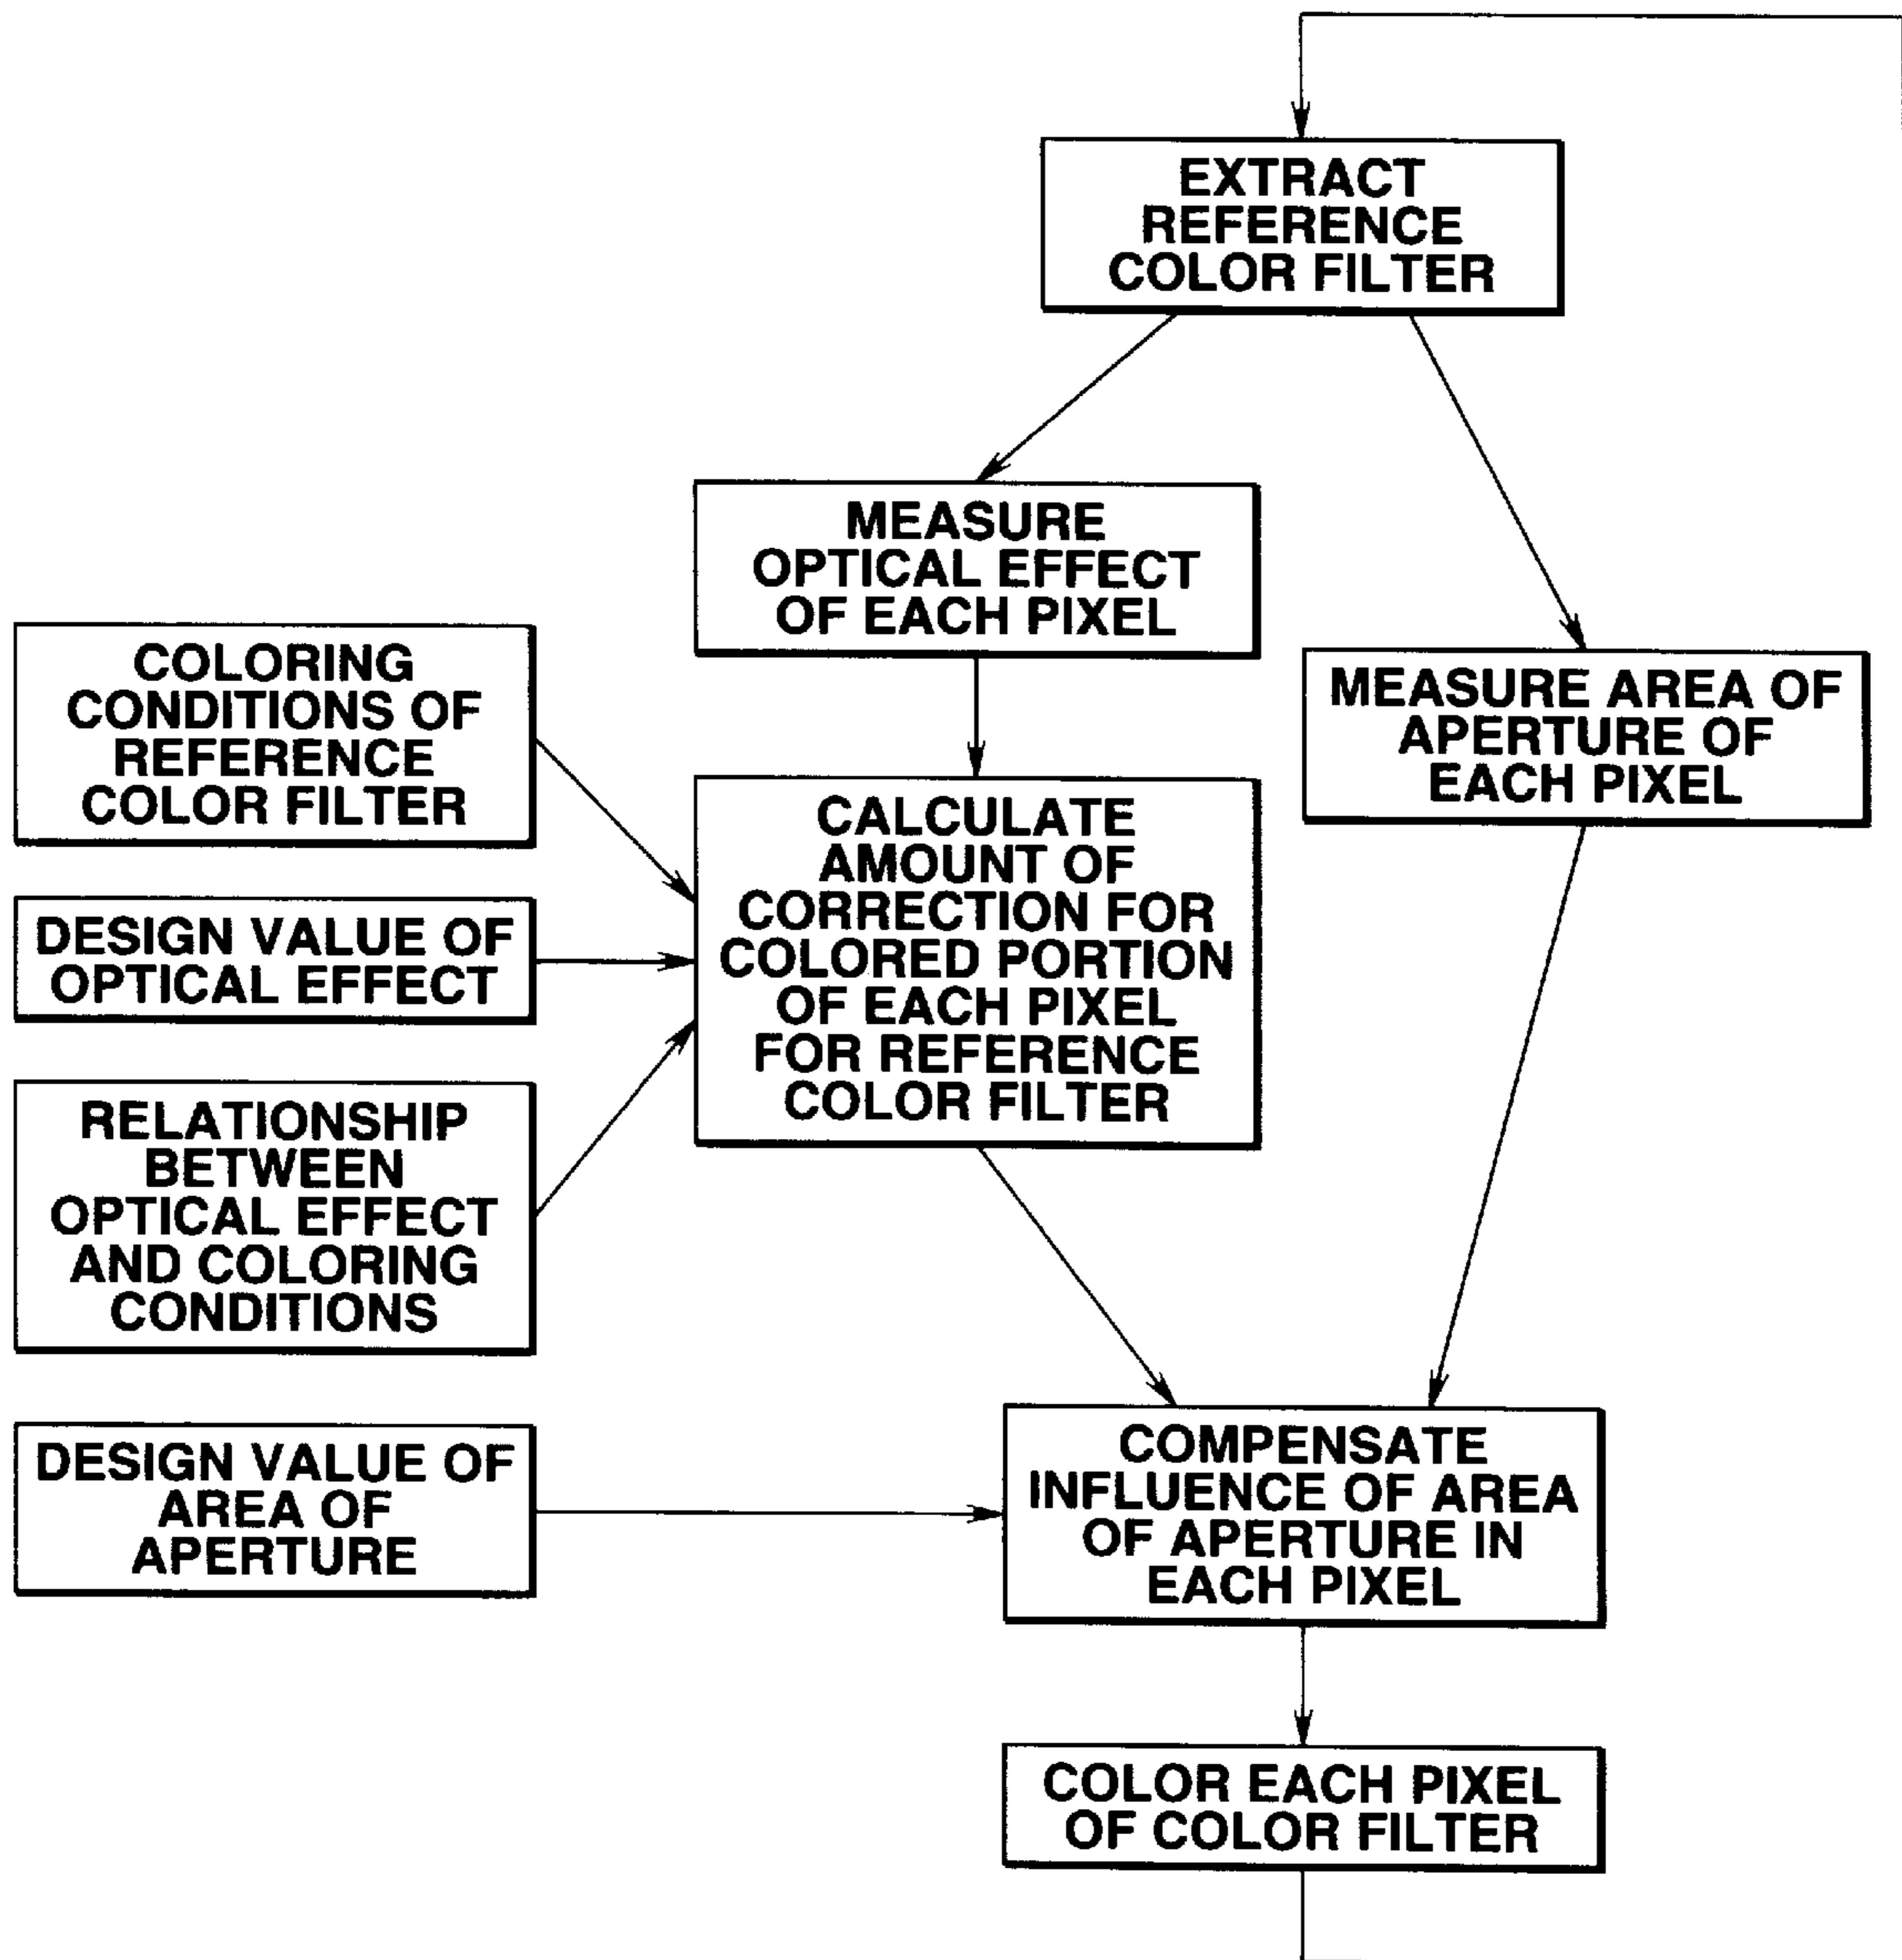 EXTRACT
REFERENCE
COLOR FILTER
MEASURE
OPTICAL EFFECT
OF EACH PIXEL
COLORING
CONDITIONS OF
REFERENCE
COLOR FILTER
MEASURE AREA OF
APERTURE OF
EACH PIXEL
CALCULATE
AMOUNT OF
CORRECTION FOR
COLORED PORTION
OF EACH PIXEL
FOR REFERENCE
COLOR FILTER
DESIGN VALUE OF
OPTICAL EFFECT
RELATIONSHIP
BETWEEN
OPTICAL EFFECT
AND COLORING
CONDITIONS
DESIGN VALUE OF
AREA OF
APERTURE
COMPENSATE
INFLUENCE OF AREA
OF APERTURE IN
EACH PIXEL
COLOR EACH PIXEL
OF COLOR FILTER